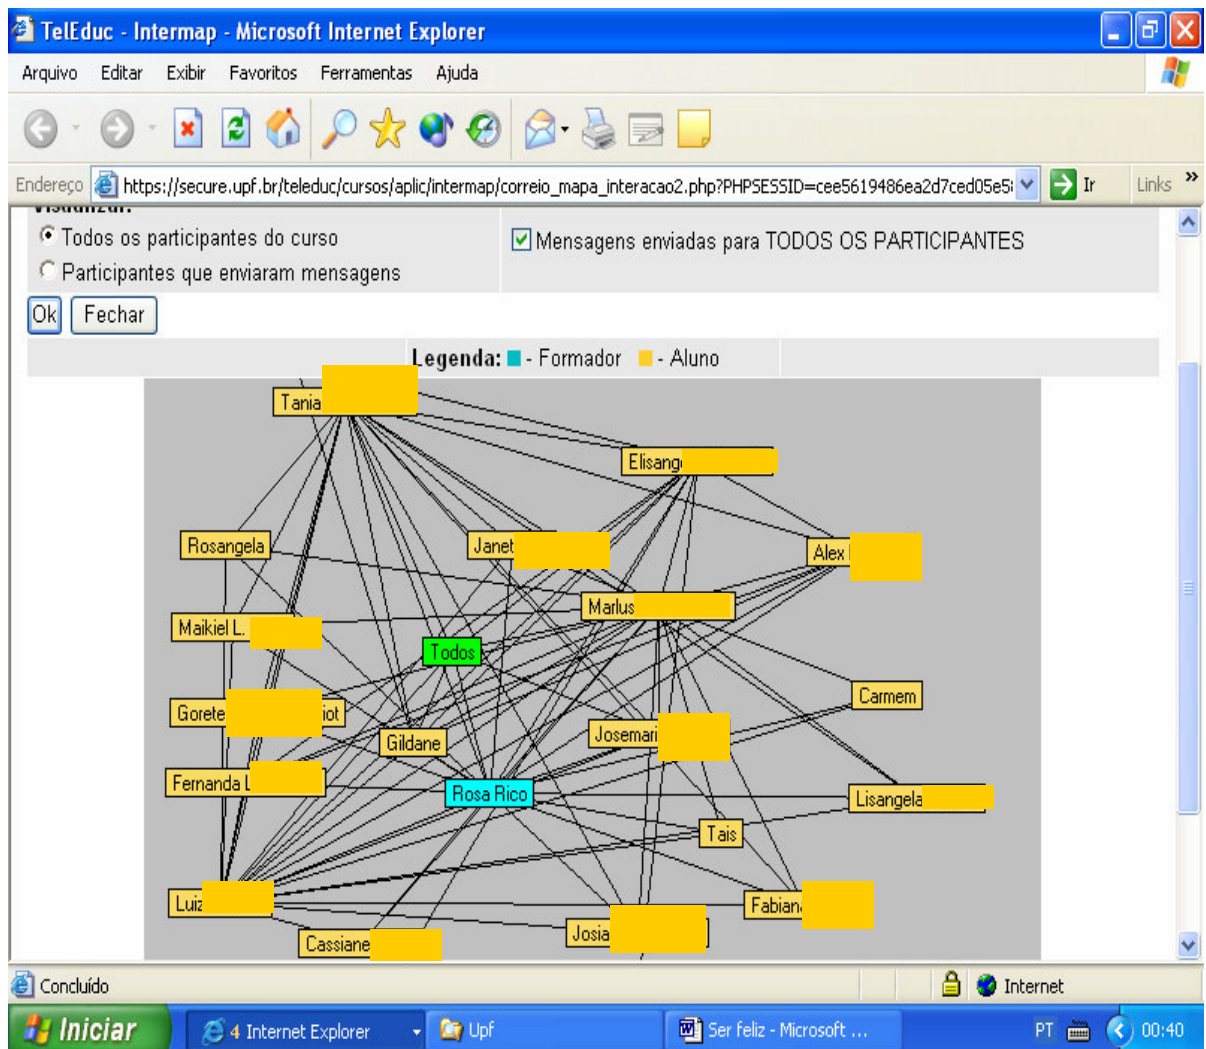 TelEduc - Intermap - Microsoft Internet Explorer
Arquivo Editar Exibir Favoritos Ferramentas Ajuda
Endereço https://secure.upf.br/teleduc/cursos/aplic/intermap/correio_mapa_interacao2.php?PHPSESSID=cee5619486ea2d7ced05e5 Ir Links »
Visualizar:
Todos os participantes do curso
Mensagens enviadas para TODOS OS PARTICIPANTES
Participantes que enviaram mensagens
Ok Fechar
Legenda: - Formador - Aluno
Tania
Elisang
Rosangela
Janet
Alex
Marlus
Maikiel L.
Todos
Carmem
Gorete iot
Josemari
Gildane
Fernanda L
Rosa Rico
Lisangela
Tais
Luiz
Fabian
Cassiane
Josia
Concluído Internet
Iniciar 4 Internet Explorer Upf Ser feliz - Microsoft ... PT 00:40